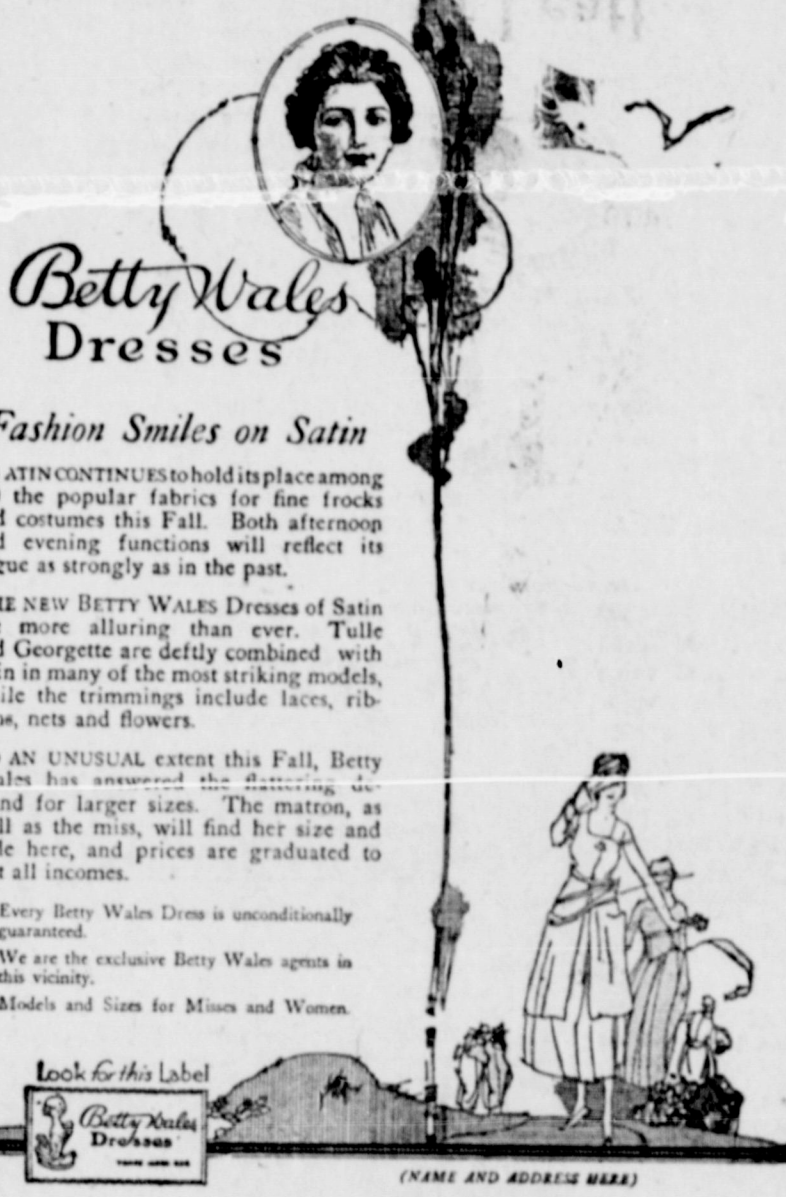 Betty Wales
Dresses
Fashion Smiles on Satin
ATIN CONTINUES to hold its place among
the popular fabrics for fine frocks
costumes this Fall. Both afternoon
evening functions will reflect its
gue as strongly as in the past.
HE NEW BETTY WALES Dresses of Satin
more alluring than ever. Tulle
Georgette are deftly combined with
in in many of the most striking models,
ile the trimmings include laces, rib-
nets and flowers.
AN UNUSUAL extent this Fall, Betty
ales has answered the flattering de-
nd for larger sizes. The matron, as
ll as the miss, will find her size and
le here, and prices are graduated to
t all incomes.
Every Betty Wales Dress is unconditionally
guaranteed.
We are the exclusive Betty Wales agents in
this vicinity.
Models and Sizes for Misses and Women.
Look for this Label
Betty Wales
Dresses
(NAME AND ADDRESS HERE)